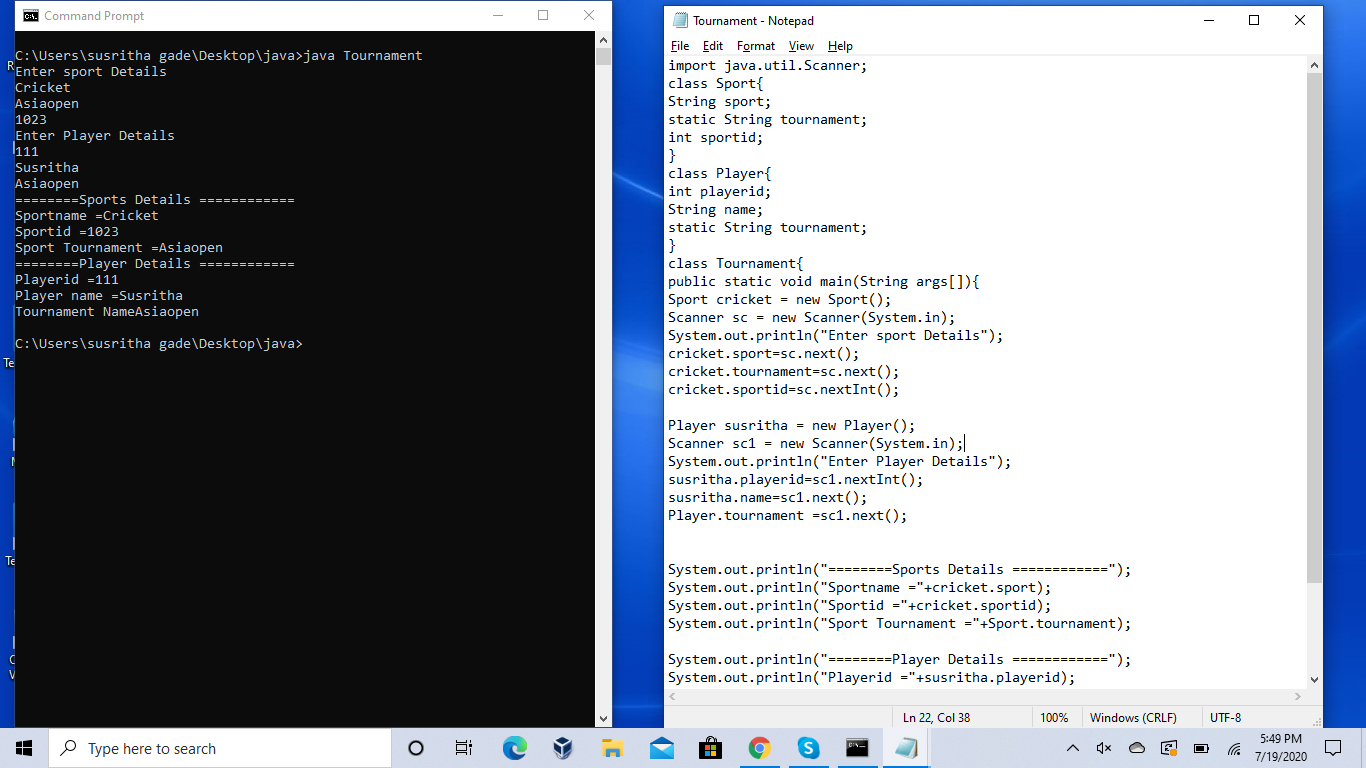 Command Prompt
C:\Users\susritha gade\Desktop\java>java Tournament
Enter sport Details
Cricket
Asiaopen
1023
Enter Player Details
111
Susritha
Asiaopen
========Sports Details ============
Sportname =Cricket
Sportid =1023
Sport Tournament =Asiaopen
========Player Details ============
Playerid =111
Player name =Susritha
Tournament NameAsiaopen
C:\Users\susritha gade\Desktop\java>
Tournament - Notepad
File Edit Format View Help
import java.util.Scanner;
class Sport{
String sport;
static String tournament;
int sportid;
}
class Player{
int playerid;
String name;
static String tournament;
}
class Tournament{
public static void main(String args[]){
Sport cricket = new Sport();
Scanner sc = new Scanner(System.in);
System.out.println("Enter sport Details");
cricket.sport=sc.next();
cricket.tournament=sc.next();
cricket.sportid=sc.nextInt();
Player susritha = new Player();
Scanner sc1 = new Scanner(System.in);
System.out.println("Enter Player Details");
susritha.playerid=sc1.nextInt();
susritha.name=sc1.next();
Player.tournament =sc1.next();
System.out.println("========Sports Details ============");
System.out.println("Sportname ="+cricket.sport);
System.out.println("Sportid ="+cricket.sportid);
System.out.println("Sport Tournament ="+Sport.tournament);
System.out.println("========Player Details ============");
System.out.println("Playerid ="+susritha.playerid);
Ln 22, Col 38 100% Windows (CRLF) UTF-8
Type here to search
5:49 PM
7/19/2020